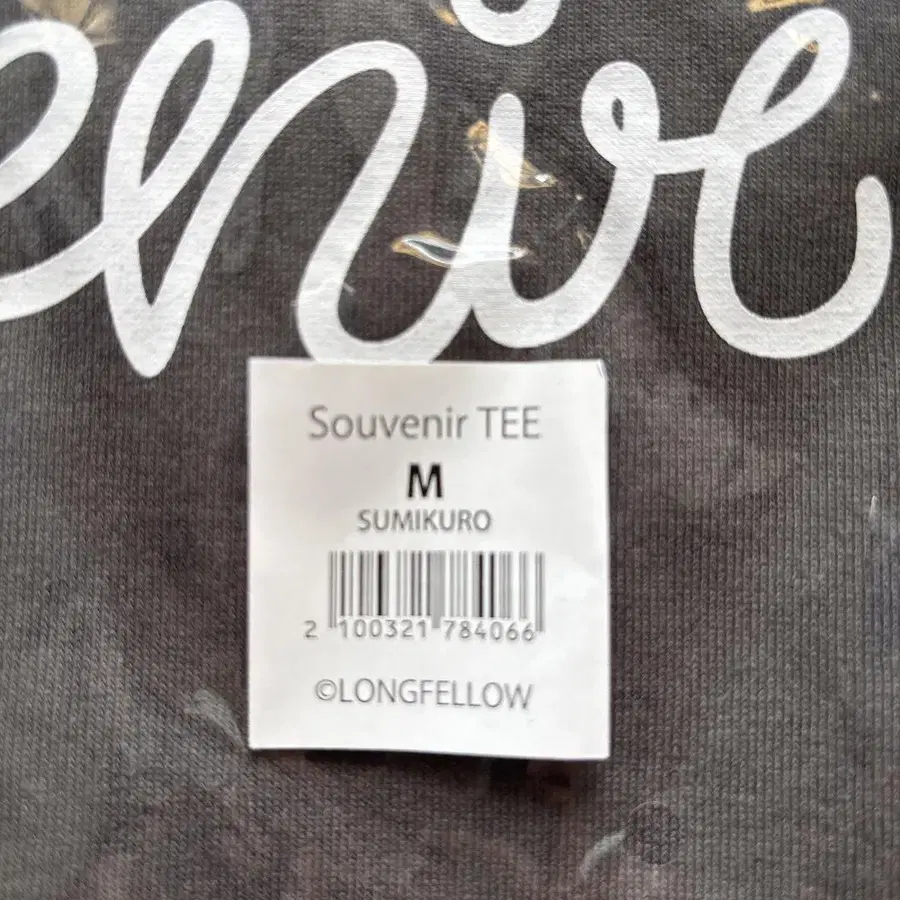 Souvenir TEE
M
SUMIKURO
2 100321 784066
©LONGFELLOW